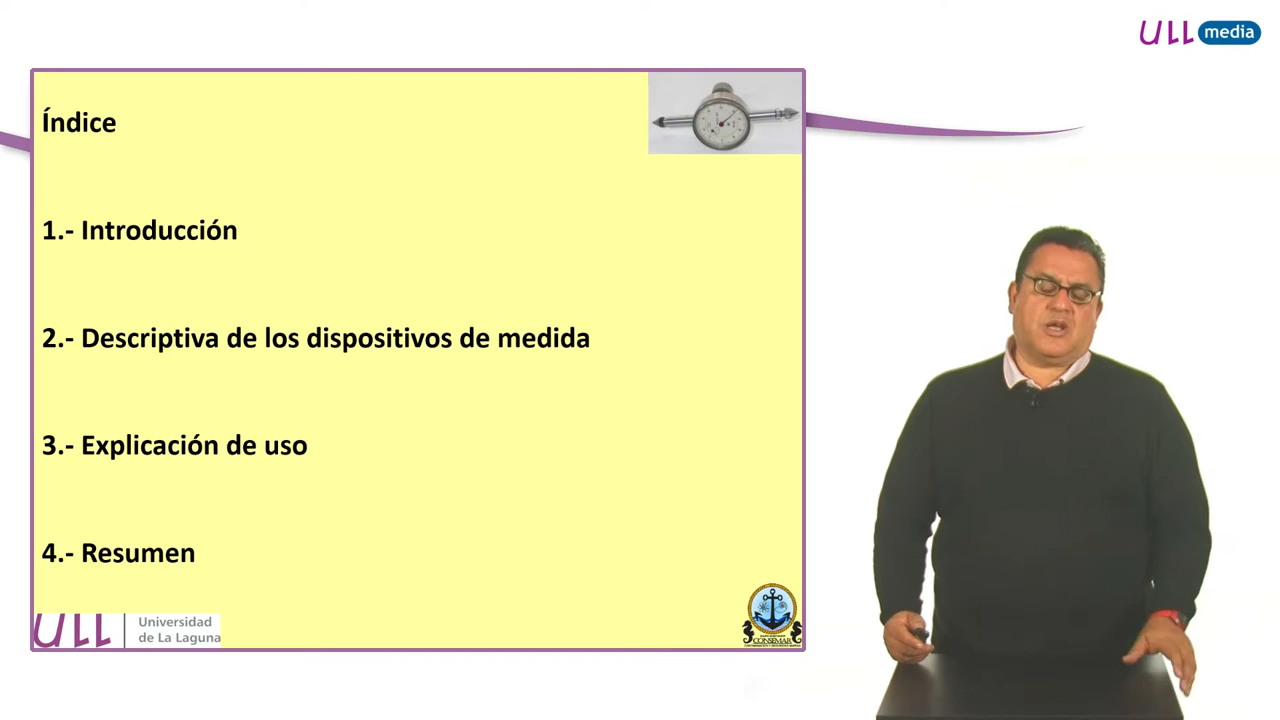 ULL media
Índice
1.- Introducción
2.- Descriptiva de los dispositivos de medida
3.- Explicación de uso
4.- Resumen
ULL
Universidad
de La Laguna
CONSEMAR